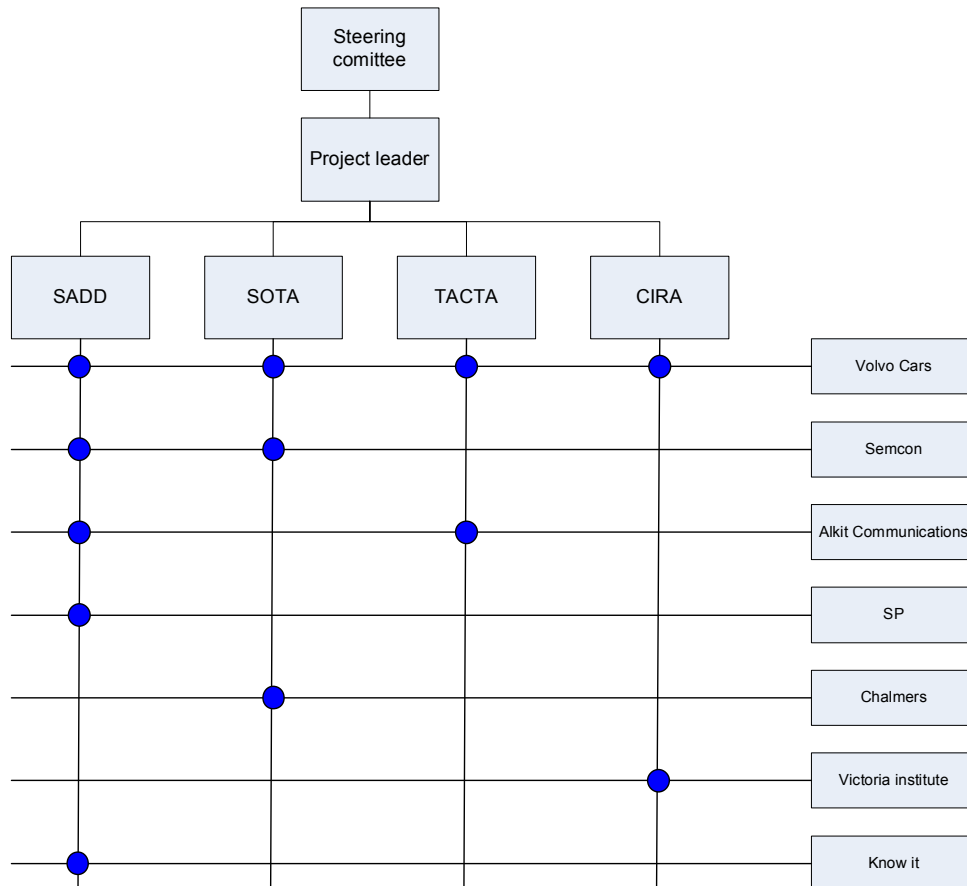 Steering
comittee
Project leader
SADD
SOTA
TACTA
CIRA
Volvo Cars
Semcon
Alkit Communications
SP
Chalmers
Victoria institute
Know it